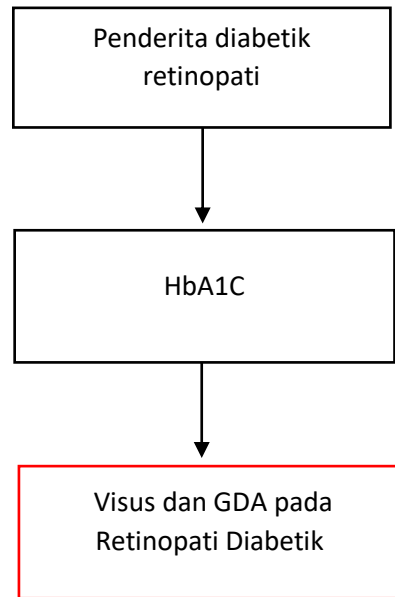 Penderita diabetik
retinopati
HbA1C
Visus dan GDA pada
Retinopati Diabetik